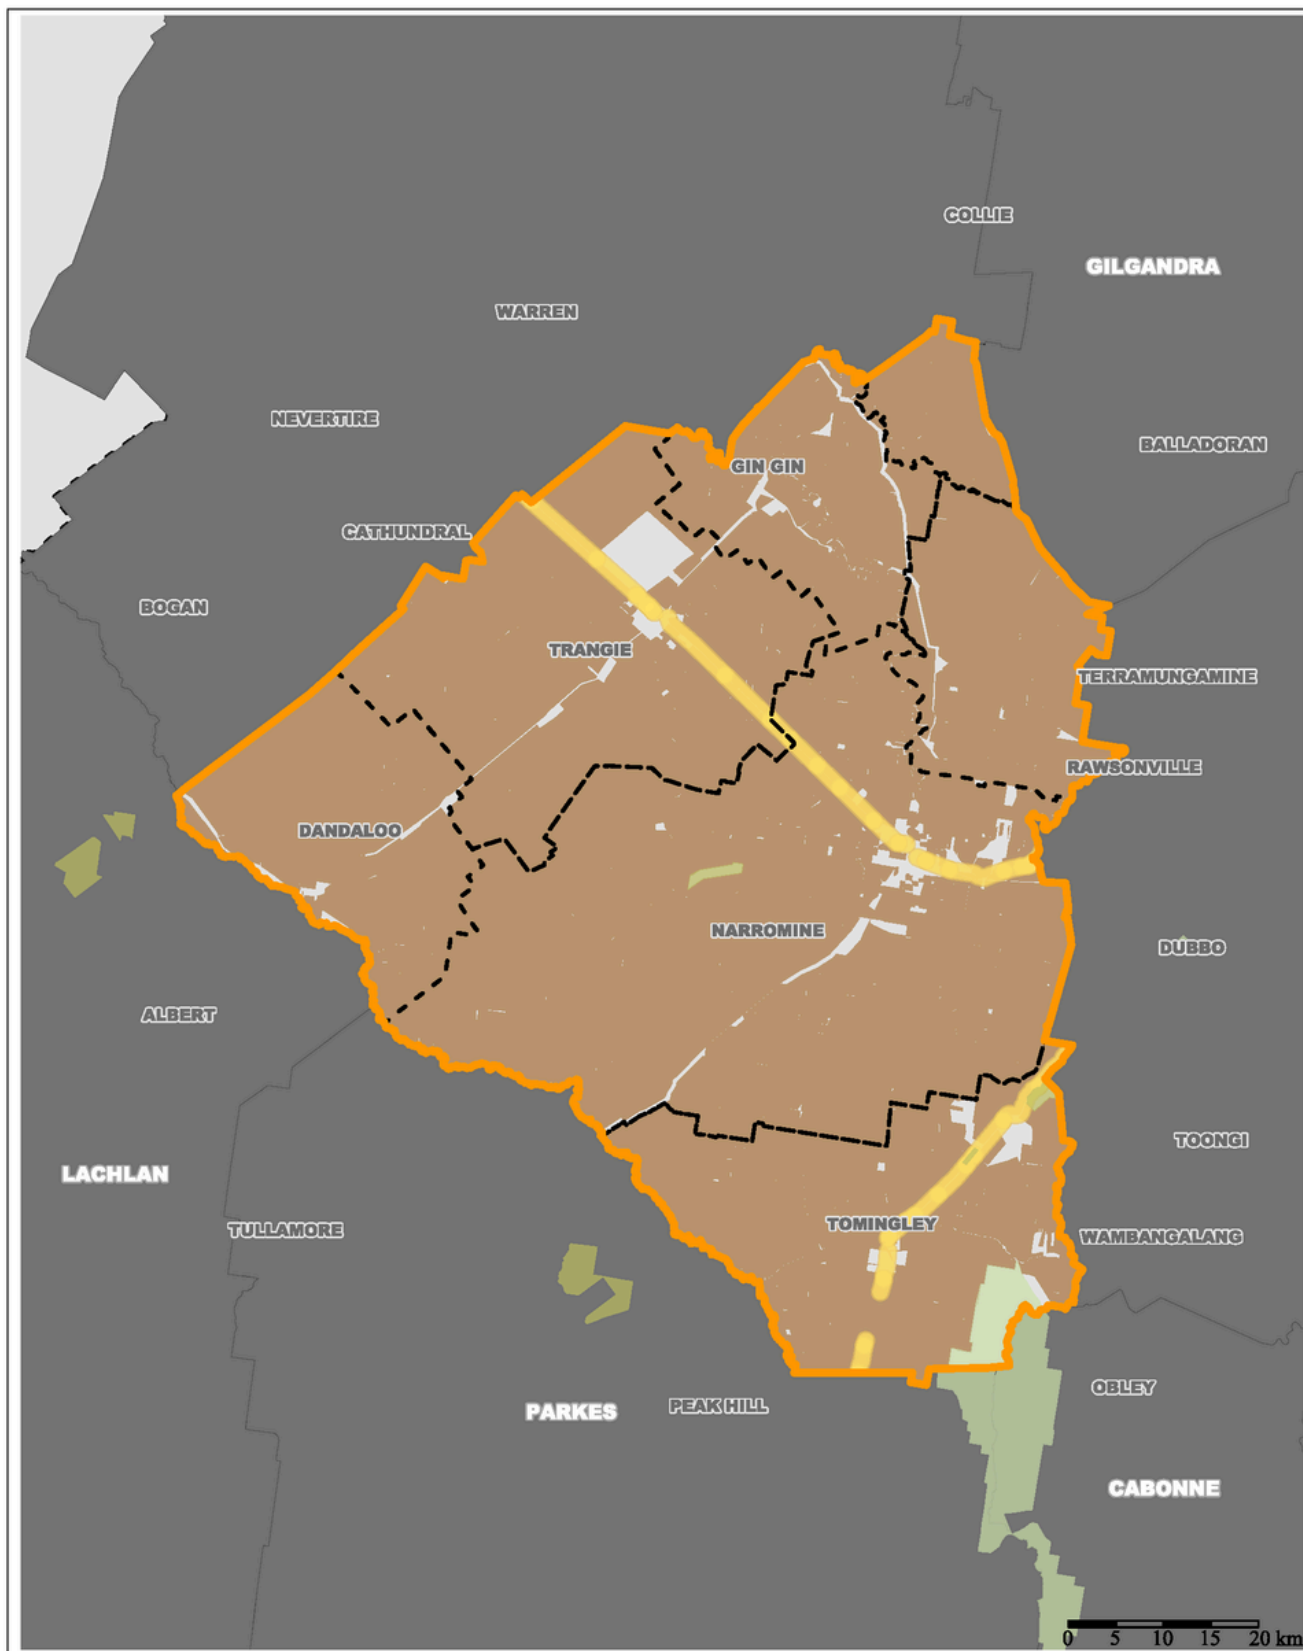 COLLIE
GILGANDRA
WARREN
NEVERTIRE
BALLADORAN
GIN GIN
CATHUNDRAL
BOGAN
TRANGIE
TERRAMUNGAMINE
RAWSONVILLE
DANDALOO
NARROMINE
DUBBO
ALBERT
TOONGI
LACHLAN
TULLAMORE
TOMINGLEY
WAMBANGALANG
OBLEY
PEAK HILL
PARKES
CABONNE
0 5 10 15 20 km